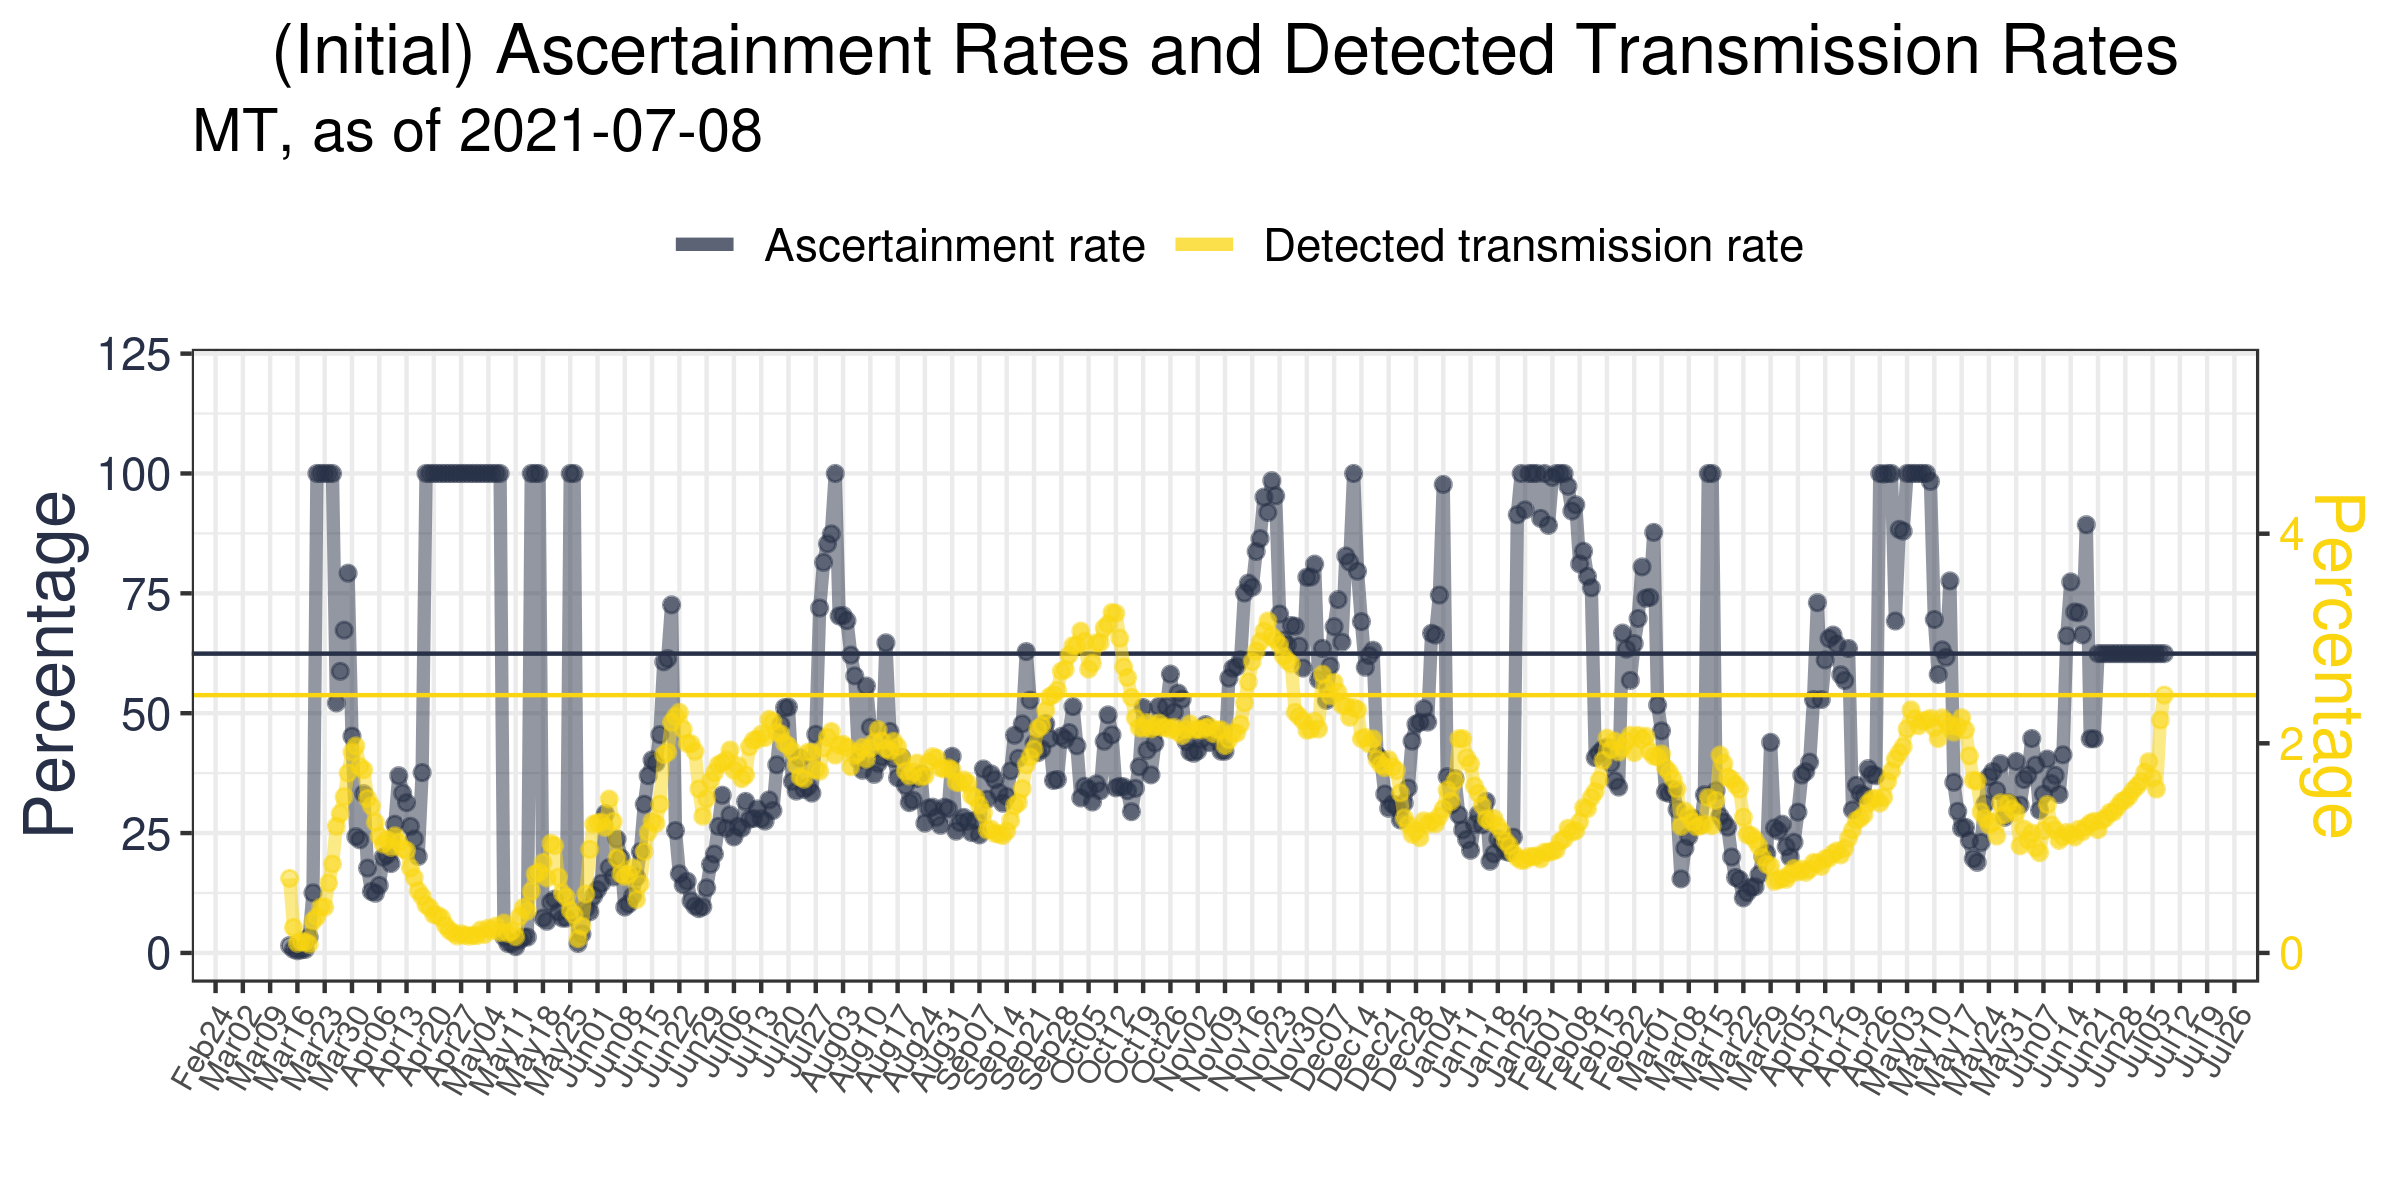 (Initial) Ascertainment Rates and Detected Transmission Rates
MT, as of 2021-07-08
Ascertainment rate Detected transmission rate
125
100
75
50
25
0
Percentage
4
2
0
Percentage
Feb24 Mar02 Mar09 Mar16 Mar23 Mar30 Apr06 Apr13 Apr20 Apr27 May04 May11 May18 May25 Jun01 Jun08 Jun15 Jun22 Jun29 Jul06 Jul13 Jul20 Jul27 Aug03 Aug10 Aug17 Aug24 Aug31 Sep07 Sep14 Sep21 Sep28 Oct05 Oct12 Oct19 Oct26 Nov02 Nov09 Nov16 Nov23 Nov30 Dec07 Dec14 Dec21 Dec28 Jan04 Jan11 Jan18 Jan25 Feb01 Feb08 Feb15 Feb22 Mar01 Mar08 Mar15 Mar22 Mar29 Apr05 Apr12 Apr19 Apr26 May03 May10 May17 May24 May31 Jun07 Jun14 Jun21 Jun28 Jul05 Jul12 Jul19 Jul26